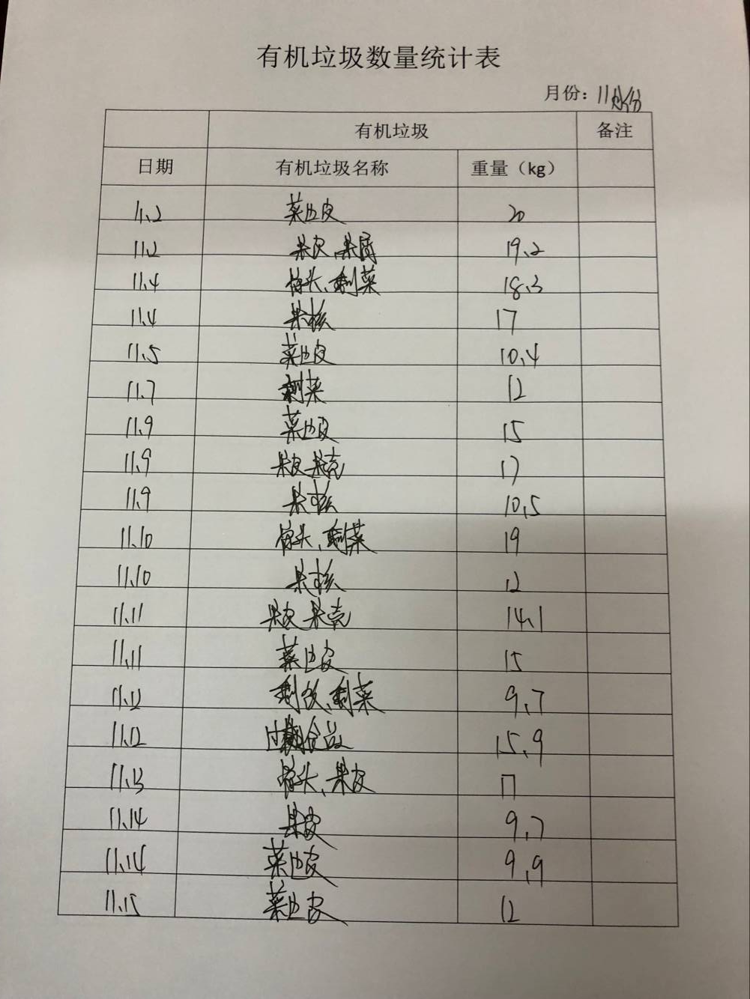 有机垃圾数量统计表
月份：11月份
有机垃圾 备注
日期 有机垃圾名称 重量（kg）
11.2 菜皮 20
11.2 果皮、果屑 19.2
11.4 骨头、剩菜 18.3
11.4 果核 17
11.5 菜皮 10.4
11.7 剩菜 12
11.9 菜皮 15
11.9 果皮果壳 17
11.9 果核 10.5
11.10 骨头、剩菜 19
11.10 果核 12
11.11 果皮果壳 14.1
11.11 菜皮 15
11.12 剩饭、剩菜 9.7
11.12 过期食品 15.9
11.13 骨头、果皮 17
11.14 果皮 9.7
11.14 菜皮 9.9
11.15 菜皮 12